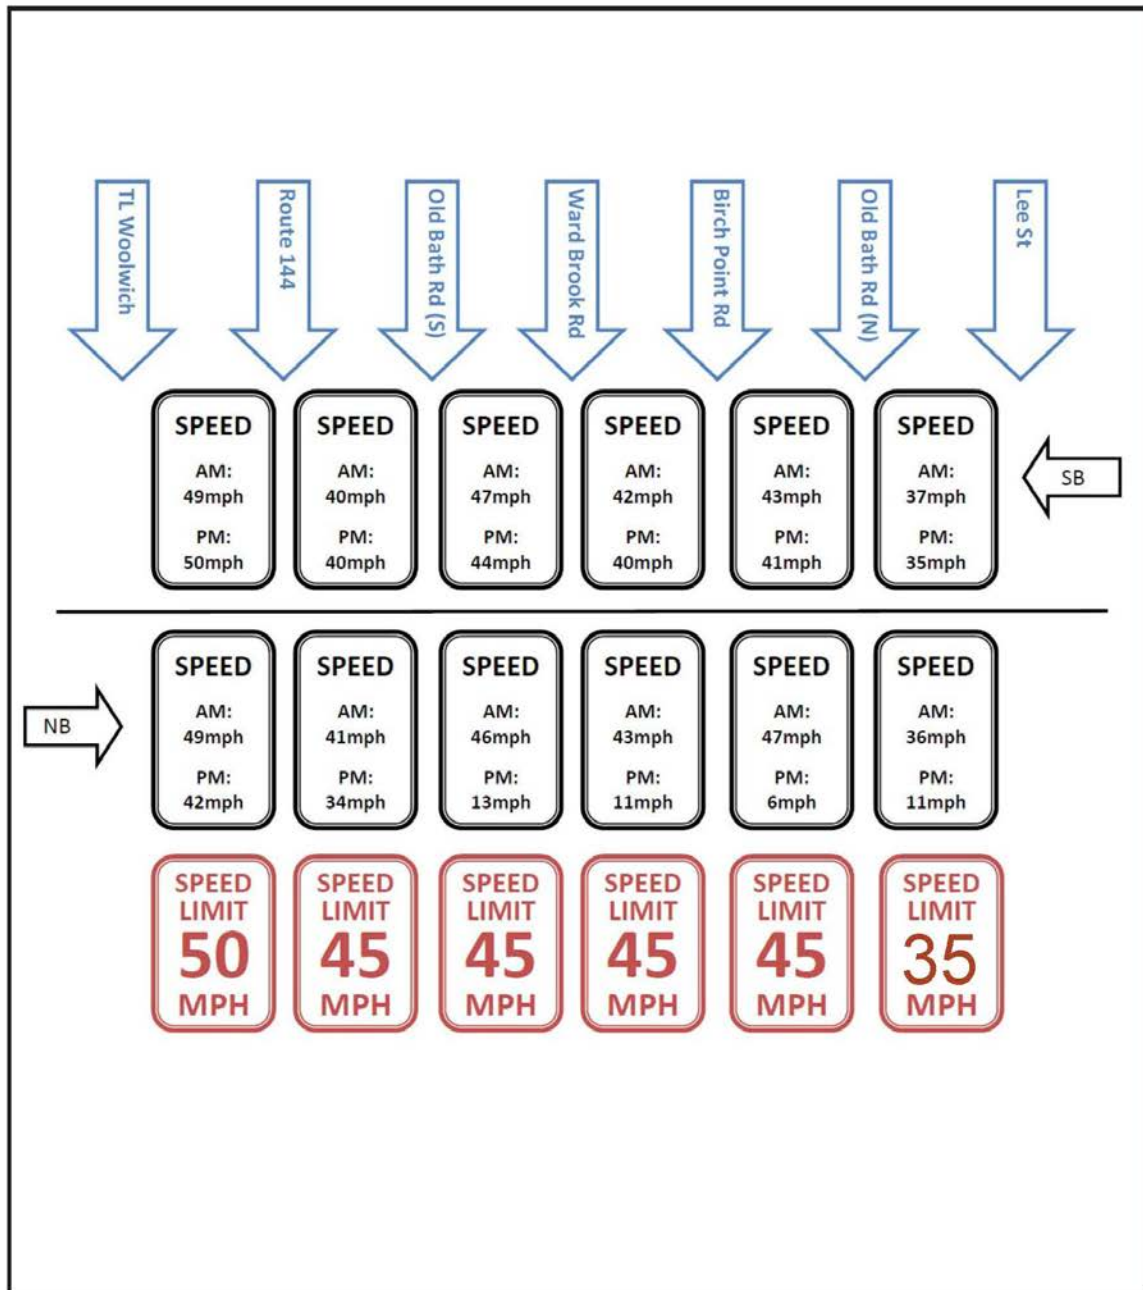 TL Woolwich
Route 144
Old Bath Rd (S)
Ward Brook Rd
Birch Point Rd
Old Bath Rd (N)
Lee St
SPEED
AM:
49mph
PM:
50mph
SPEED
AM:
40mph
PM:
40mph
SPEED
AM:
47mph
PM:
44mph
SPEED
AM:
42mph
PM:
40mph
SPEED
AM:
43mph
PM:
41mph
SPEED
AM:
37mph
PM:
35mph
SB
NB
SPEED
AM:
49mph
PM:
42mph
SPEED
AM:
41mph
PM:
34mph
SPEED
AM:
46mph
PM:
13mph
SPEED
AM:
43mph
PM:
11mph
SPEED
AM:
47mph
PM:
6mph
SPEED
AM:
36mph
PM:
11mph
SPEED
LIMIT
50
MPH
SPEED
LIMIT
45
MPH
SPEED
LIMIT
45
MPH
SPEED
LIMIT
45
MPH
SPEED
LIMIT
45
MPH
SPEED
LIMIT
35
MPH